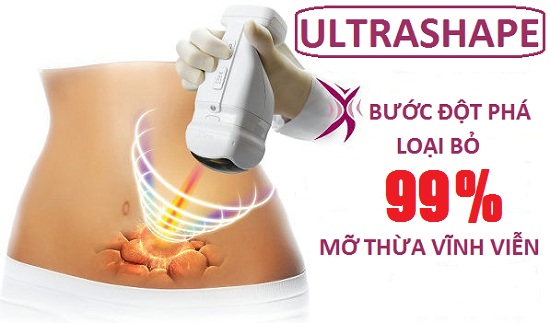 ULTRASHAPE
BƯỚC ĐỘT PHÁ
LOẠI BỎ
99%
MỠ THỪA VĨNH VIỄN